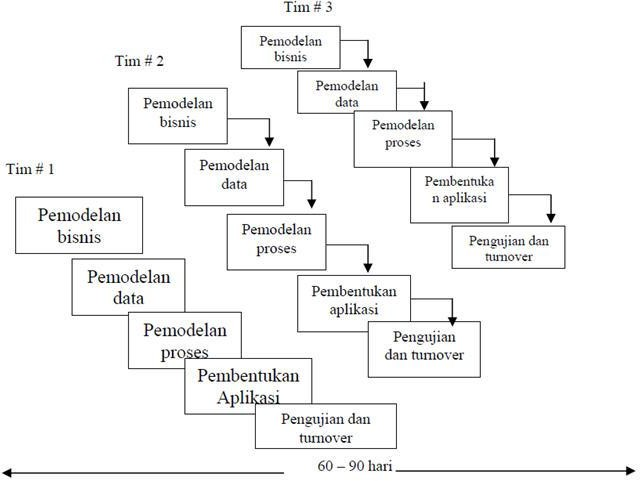 Tim # 3
Pemodelan
bisnis
Pemodelan
data
Pemodelan
proses
Pembentuka
n aplikasi
Pengujian dan
turnover
Tim # 2
Pemodelan
bisnis
Pemodelan
data
Pemodelan
proses
Pembentukan
aplikasi
Pengujian
dan turnover
Tim # 1
Pemodelan
bisnis
Pemodelan
data
Pemodelan
proses
Pembentukan
Aplikasi
Pengujian dan
turnover
60 – 90 hari